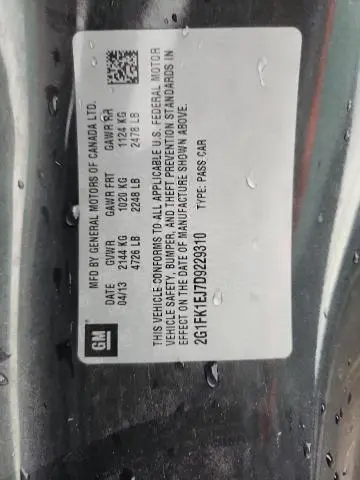 MFD BY GENERAL MOTORS OF CANADA LTD.
DATE GVWR GAWR FRT GAWR RR
04/13 2144 KG 1020 KG 1124 KG
4726 LB 2248 LB 2478 LB
THIS VEHICLE CONFORMS TO ALL APPLICABLE U.S. FEDERAL MOTOR
VEHICLE SAFETY, BUMPER, AND THEFT PREVENTION STANDARDS IN
EFFECT ON THE DATE OF MANUFACTURE SHOWN ABOVE.
2G1FK1EJ7D9229310 TYPE: PASS CAR
GM